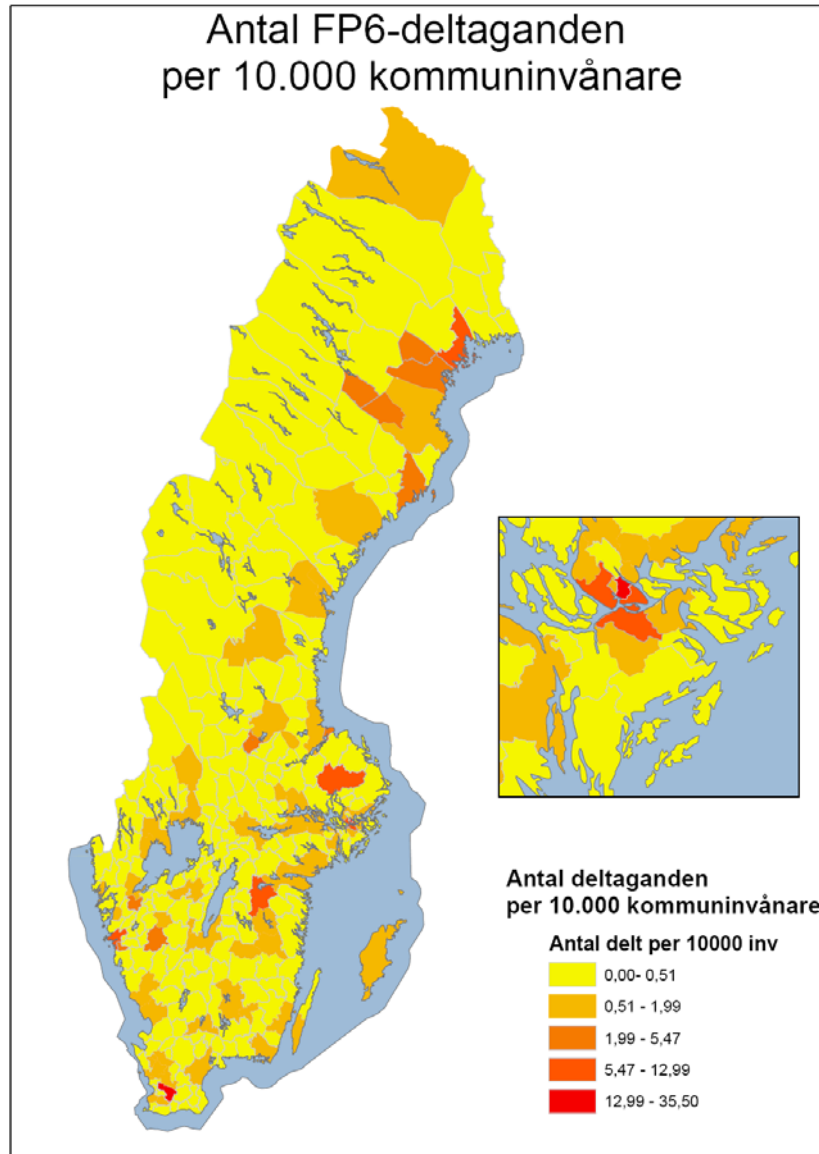 Antal FP6-deltaganden
per 10.000 kommuninvånare
Antal deltaganden
per 10.000 kommuninvånare
Antal delt per 10000 inv
0,00- 0,51
0,51 - 1,99
1,99 - 5,47
5,47 - 12,99
12,99 - 35,50